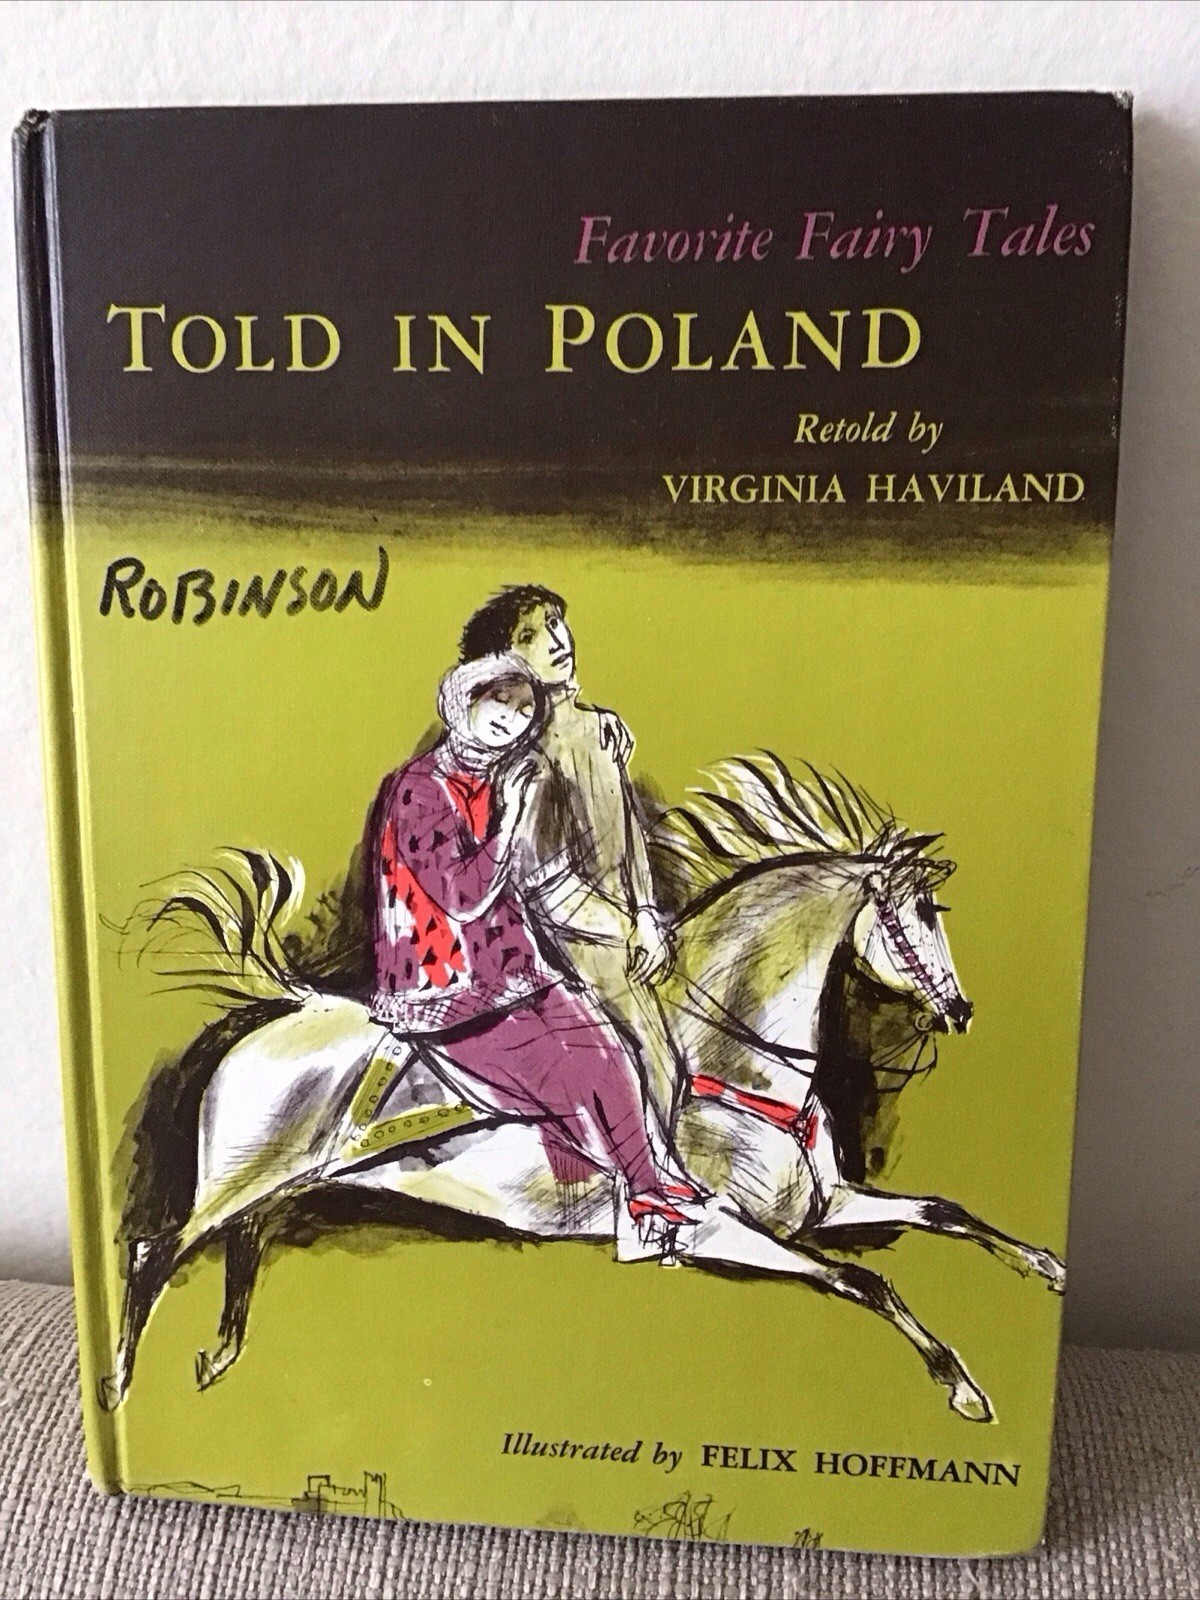 Favorite Fairy Tales
TOLD IN POLAND
Retold by
VIRGINIA HAVILAND
ROBINSON
Illustrated by FELIX HOFFMANN